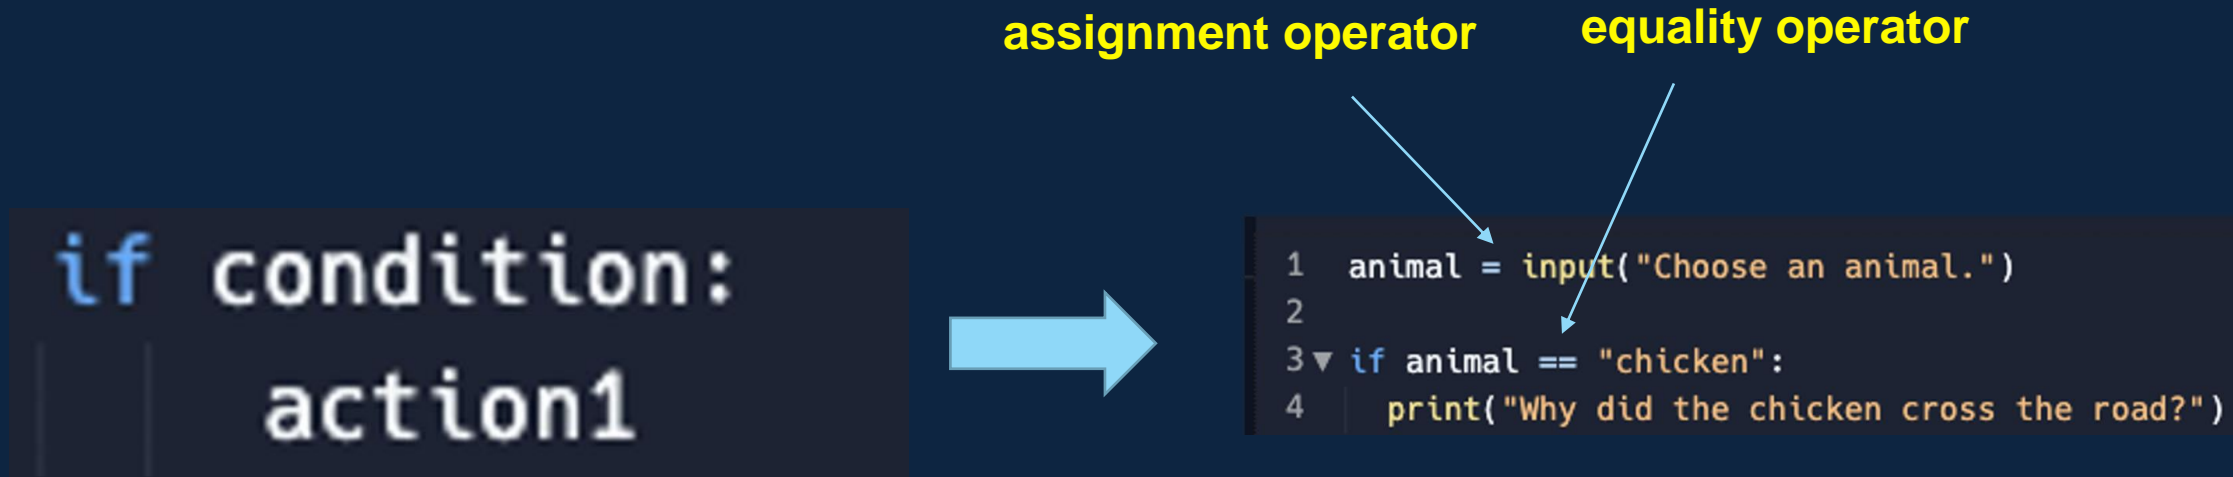 assignment operator
equality operator
if condition:
action1
1 animal = input("Choose an animal.")
2
3 if animal == "chicken":
4 print("Why did the chicken cross the road?")